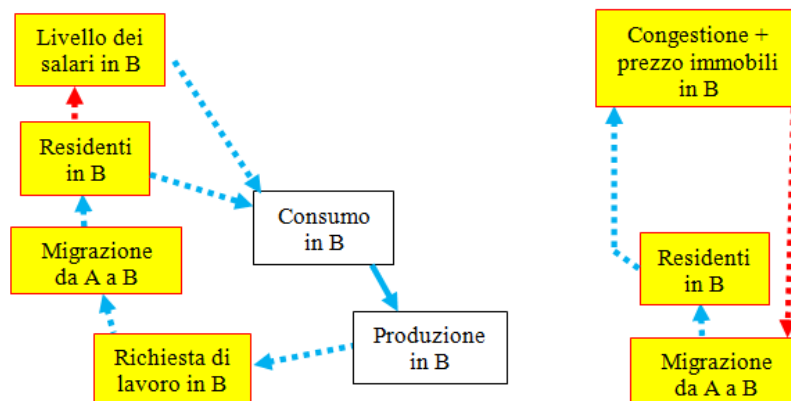 Livello dei
salari in B
Residenti
in B
Migrazione
da A a B
Richiesta di
lavoro in B
Consumo
in B
Produzione
in B
Congestione +
prezzo immobili
in B
Residenti
in B
Migrazione
da A a B